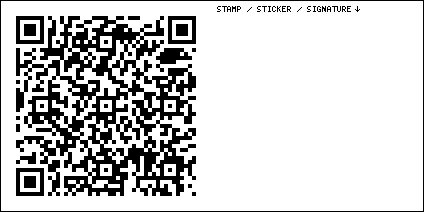 STAMP / STICKER / SIGNATURE ↓